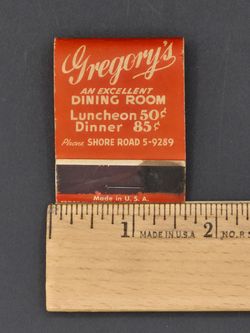 Gregory's
AN EXCELLENT
DINING ROOM
Luncheon 50¢
Dinner 85¢
Phone SHORE ROAD 5-9289
Made in U.S.A.
1 MADE IN U.S.A 2 NO.